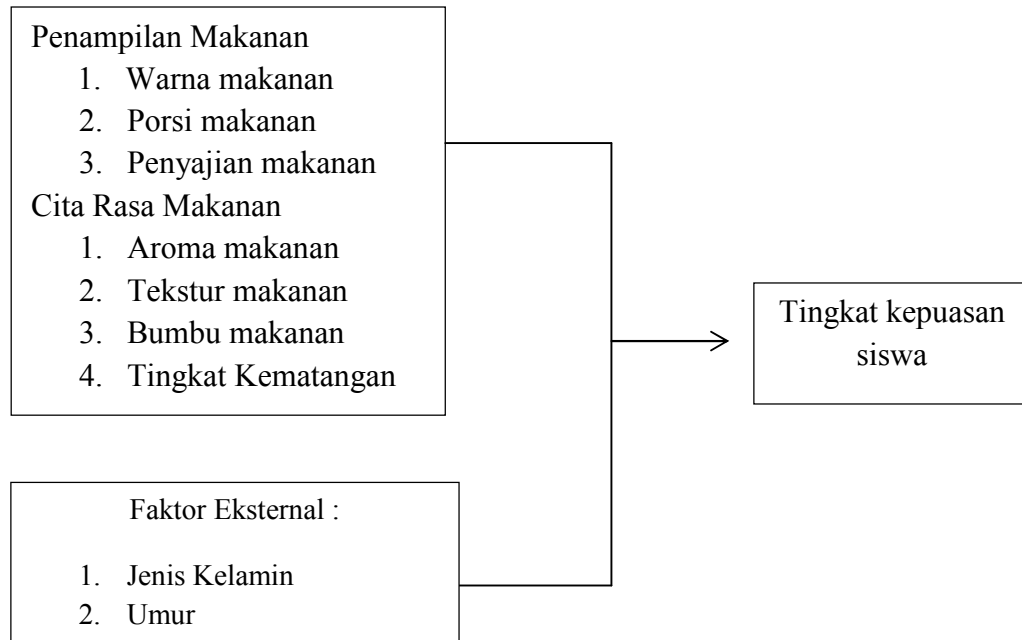 Penampilan Makanan
1. Warna makanan
2. Porsi makanan
3. Penyajian makanan
Cita Rasa Makanan
1. Aroma makanan
2. Tekstur makanan
3. Bumbu makanan
4. Tingkat Kematangan
Tingkat kepuasan
siswa
Faktor Eksternal :
1. Jenis Kelamin
2. Umur